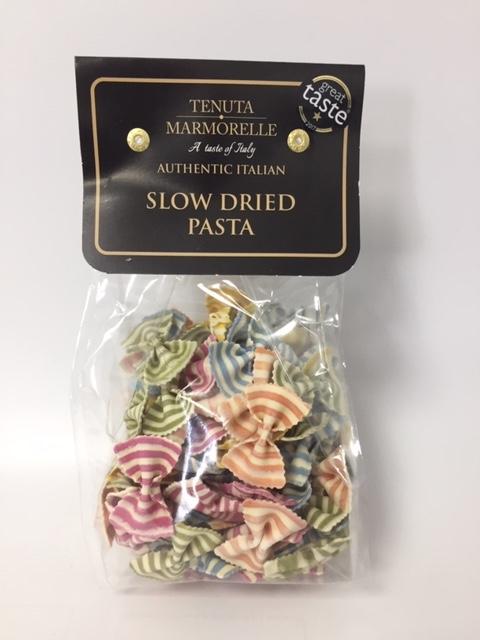 great
taste
TENUTA
MARMORELLE
A taste of Italy
AUTHENTIC ITALIAN
SLOW DRIED
PASTA